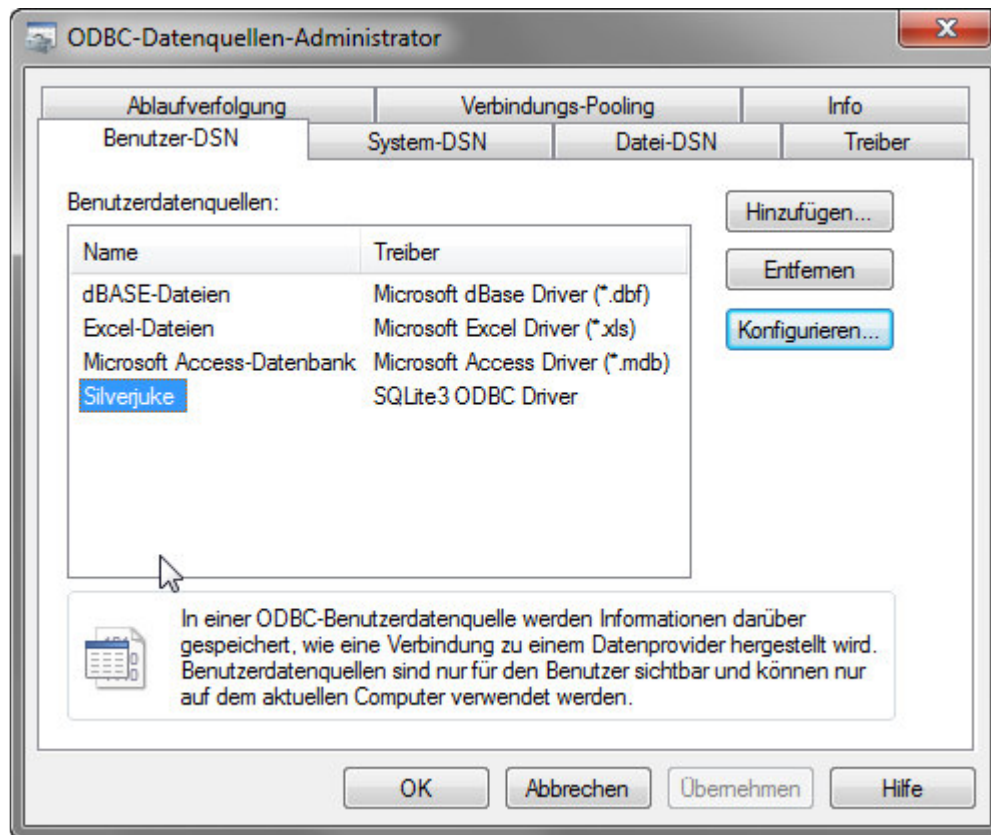 ODBC-Datenquellen-Administrator
Ablaufverfolgung Verbindungs-Pooling Info
Benutzer-DSN System-DSN Datei-DSN Treiber
Benutzerdatenquellen:
Hinzufügen...
Name Treiber
Entfernen
dBASE-Dateien Microsoft dBase Driver (*.dbf)
Excel-Dateien Microsoft Excel Driver (*.xls)
Konfigurieren...
Microsoft Access-Datenbank Microsoft Access Driver (*.mdb)
Silverjuke SQLite3 ODBC Driver
In einer ODBC-Benutzerdatenquelle werden Informationen darüber
gespeichert, wie eine Verbindung zu einem Datenprovider hergestellt wird.
Benutzerdatenquellen sind nur für den Benutzer sichtbar und können nur
auf dem aktuellen Computer verwendet werden.
OK Abbrechen Übernehmen Hilfe